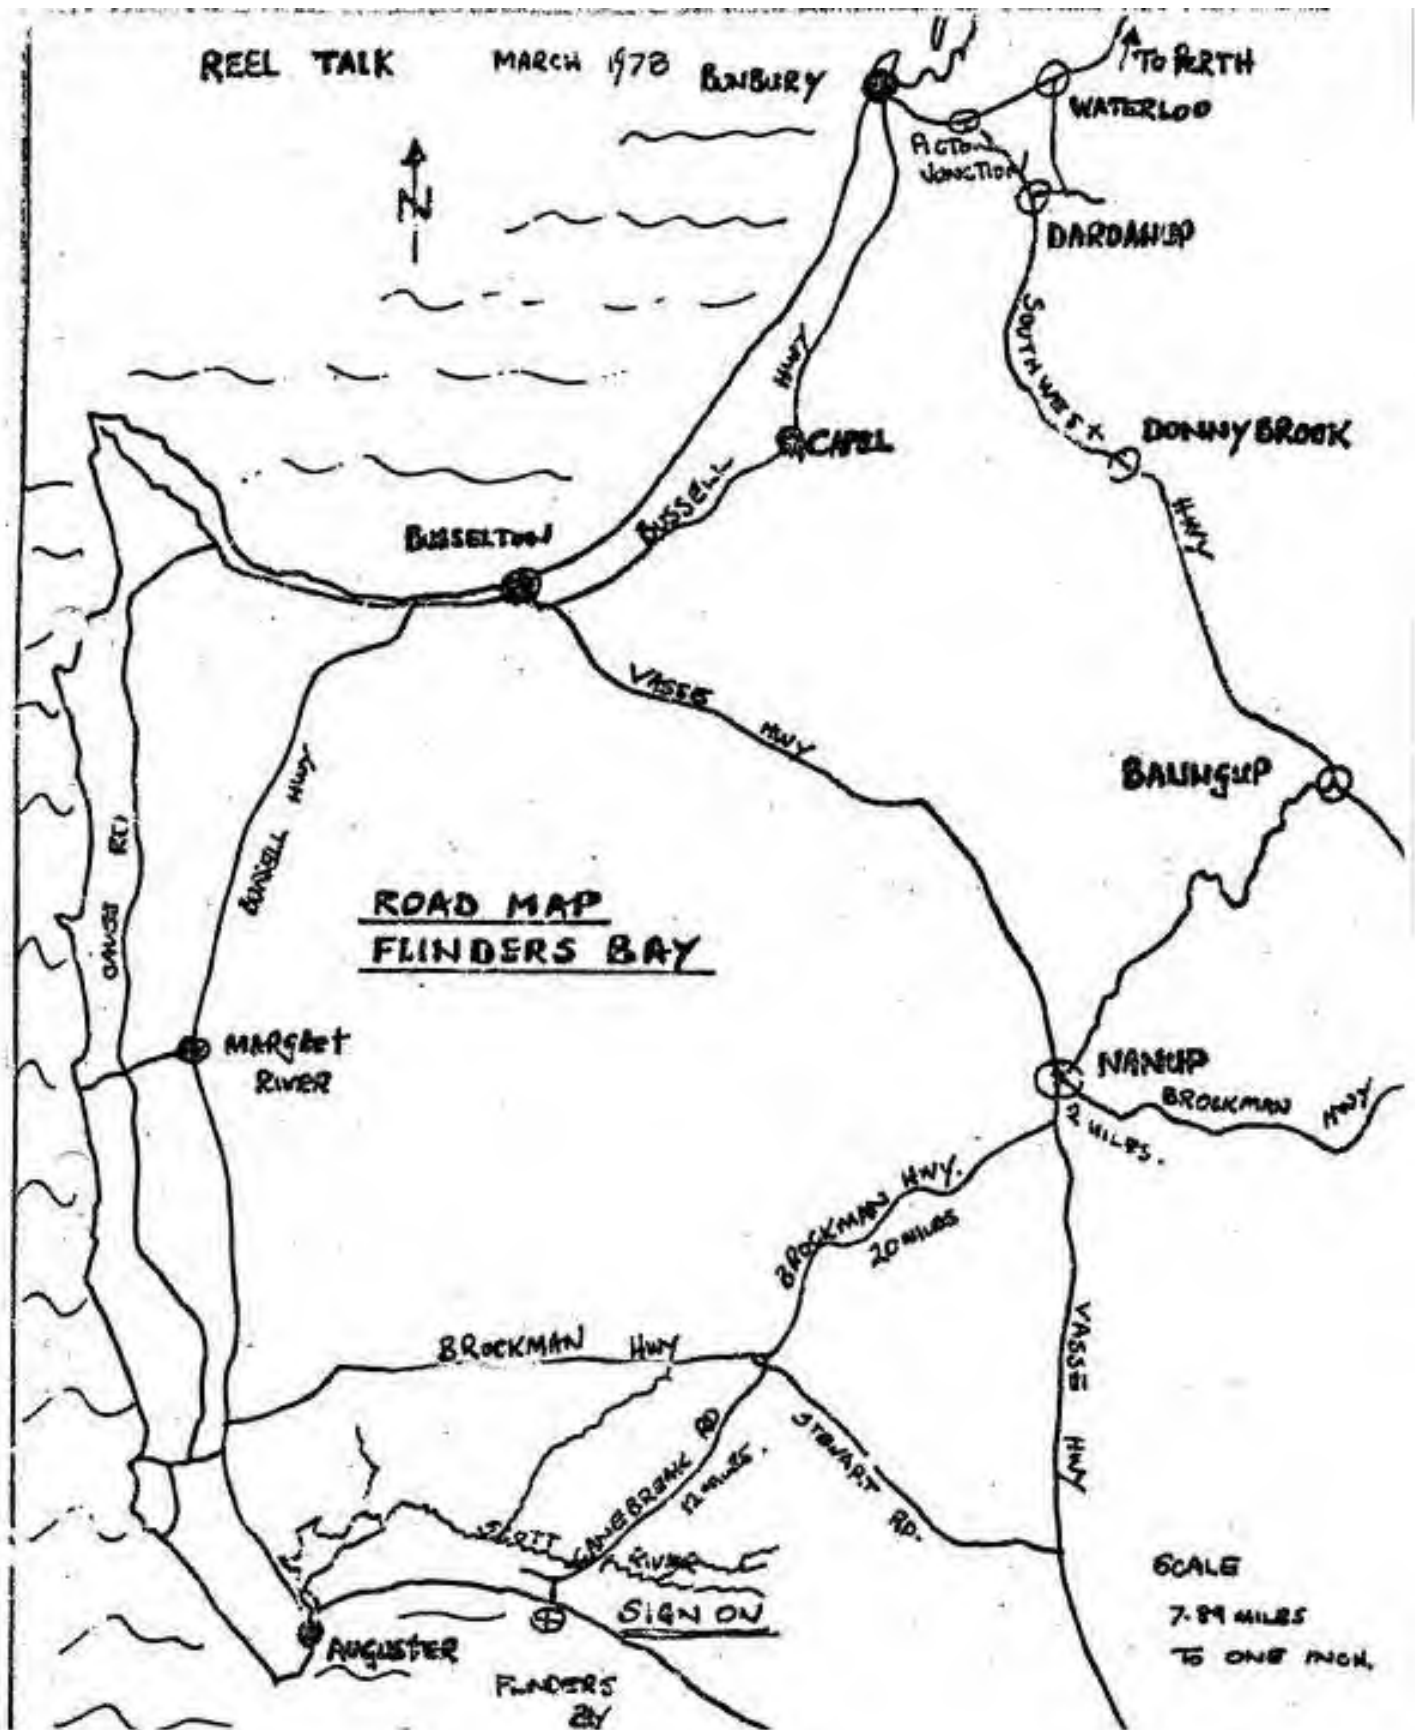 REEL TALK MARCH 1978
BUNBURY
TO PERTH
WATERLOO
PICTON
JUNCTION
DARDANUP
SOUTH WEST
HWY
DONNYBROOK
HWY
CAPEL
BUSSELL
BUSSELTON
N
VASSE
HWY
BALINGUP
BUSSELL HWY
CAVES RD
ROAD MAP
FLINDERS BAY
MARGRET
RIVER
NANUP
BROCKMAN HWY
2 MILES.
BROCKMAN HWY.
20 MILES
BROCKMAN HWY
VASSE HWY
STEWART RD.
CANEBREAK RD
12 MILES.
SCOTT RIVER
SIGN ON
AUGUSTER
FLINDERS
BAY
SCALE
7.89 MILES
TO ONE INCH.